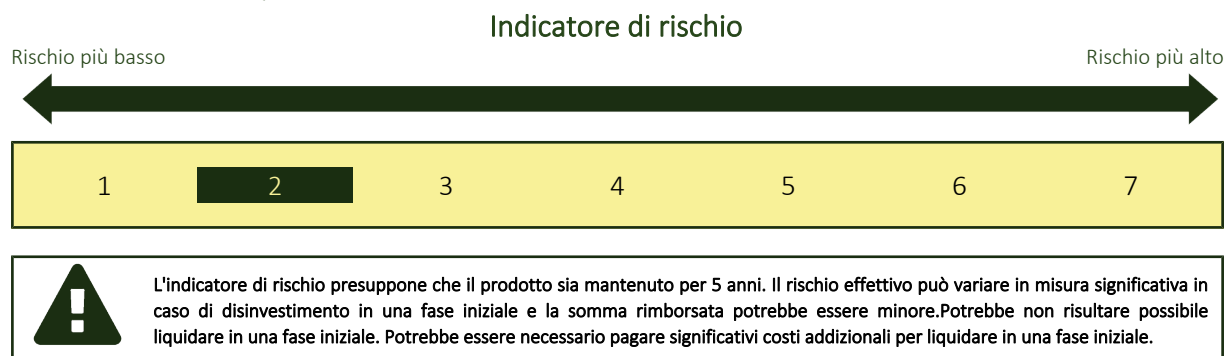 Indicatore di rischio
Rischio più basso
Rischio più alto
1 2 3 4 5 6 7
L'indicatore di rischio presuppone che il prodotto sia mantenuto per 5 anni. Il rischio effettivo può variare in misura significativa in
caso di disinvestimento in una fase iniziale e la somma rimborsata potrebbe essere minore.Potrebbe non risultare possibile
liquidare in una fase iniziale. Potrebbe essere necessario pagare significativi costi addizionali per liquidare in una fase iniziale.